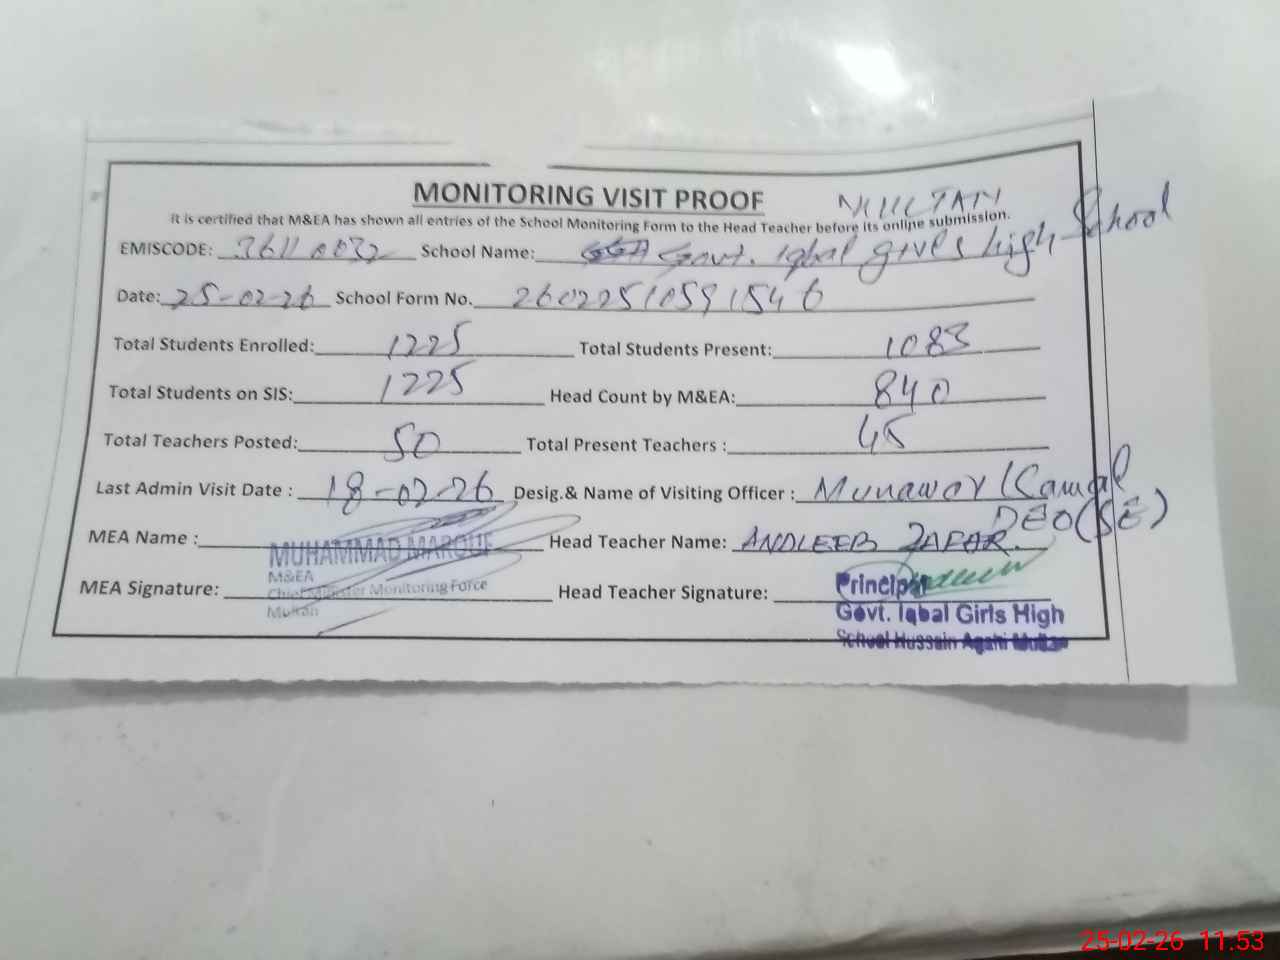 MONITORING VISIT PROOF MULTAN
It is certified that M&EA has shown all entries of the School Monitoring Form to the Head Teacher before its online submission.
EMISCODE: 36110032 School Name: Govt. Iqbal girls high School
Date: 25-02-26 School Form No. 26022510591546
Total Students Enrolled: 1225 Total Students Present: 1083
Total Students on SIS: 1225 Head Count by M&EA: 840
Total Teachers Posted: 50 Total Present Teachers : 45
Last Admin Visit Date : 18-02-26 Desig.& Name of Visiting Officer : Munawar Kamal
DEO(SE)
MEA Name : MUHAMMAD MAROUF Head Teacher Name: ANDLEEB ZAFAR.
M&EA
Chief Minister Monitoring Force
Multan
MEA Signature: Head Teacher Signature: Principal
Govt. Iqbal Girls High
School Hussain Agahi Multan
25-02-26 11.53